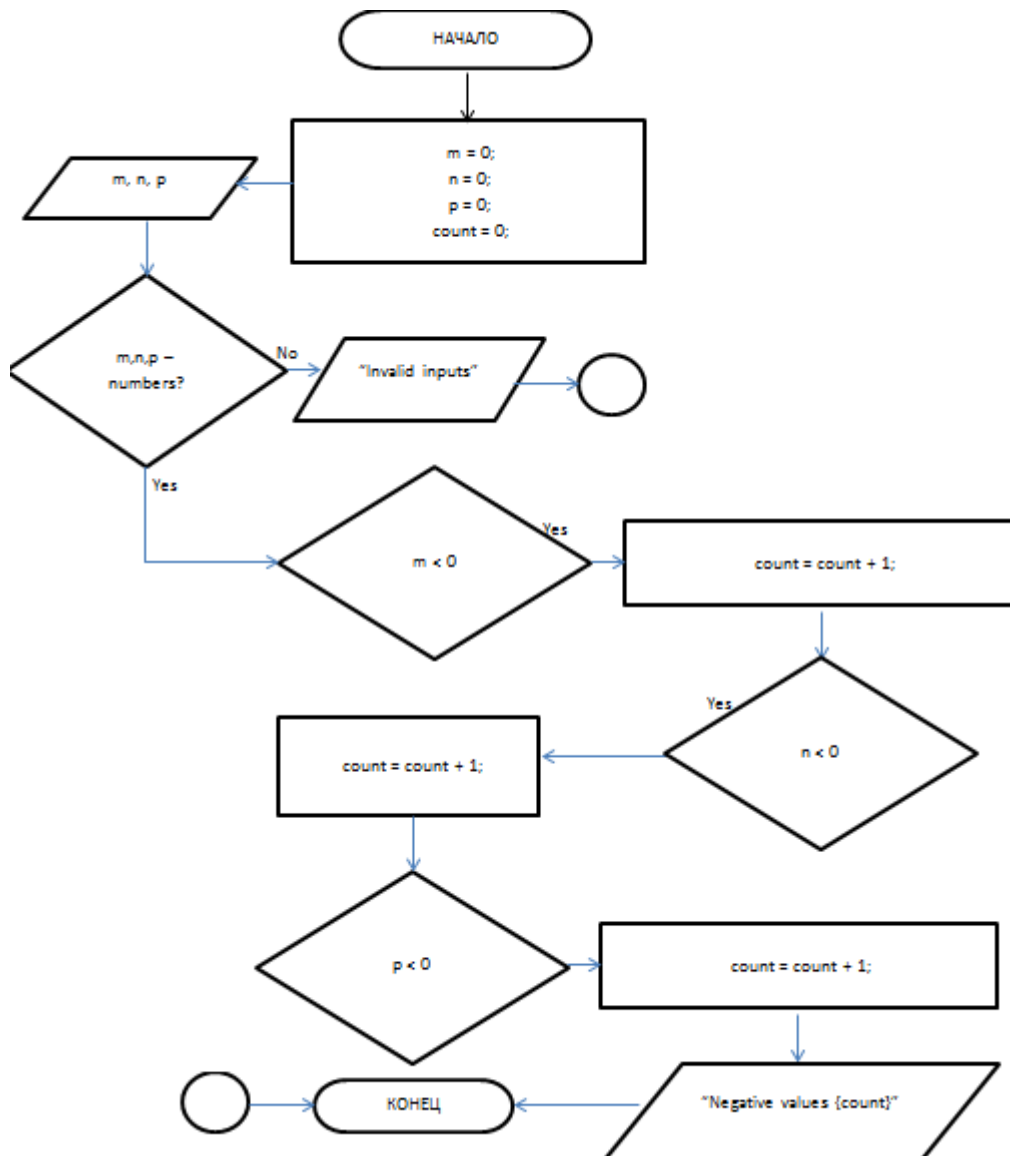 НАЧАЛО
m = 0;
n = 0;
p = 0;
count = 0;
m, n, p
m,n,p –
numbers?
No
“Invalid inputs”
Yes
m < 0
Yes
count = count + 1;
n < 0
Yes
count = count + 1;
p < 0
count = count + 1;
“Negative values {count}”
КОНЕЦ